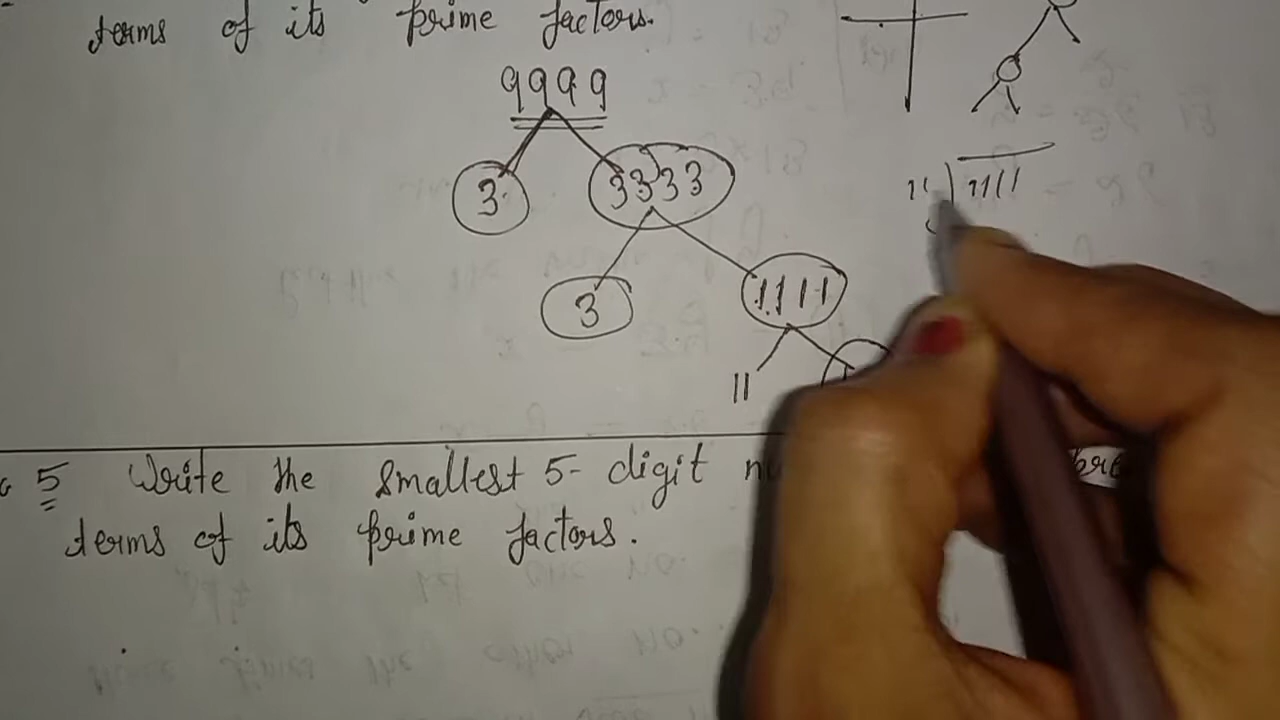 terms of its prime factors.
9999
3 3333
11 ) 1111
3 1111
11
5 Write the smallest 5- digit
terms of its prime factors.